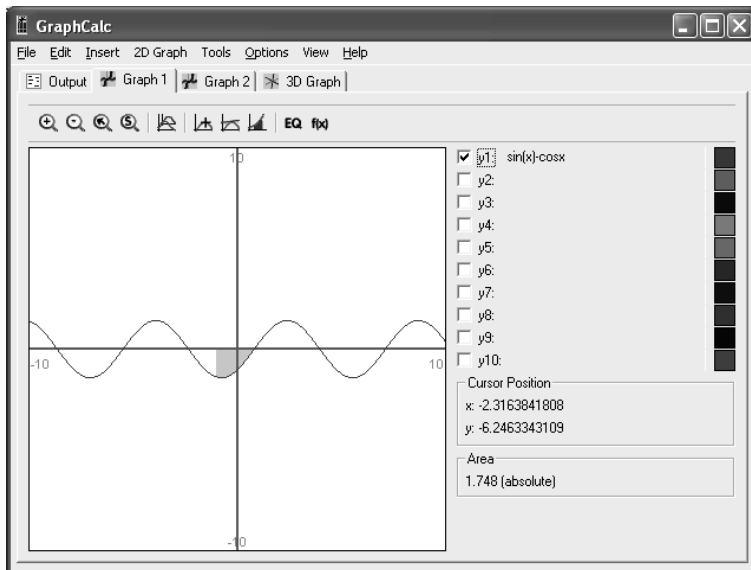 GraphCalc
File Edit Insert 2D Graph Tools Options View Help
Output Graph 1 Graph 2 3D Graph
EQ f(x)
10
-10
10
-10
y1: sin(x)-cosx
y2:
y3:
y4:
y5:
y6:
y7:
y8:
y9:
y10:
Cursor Position
x: -2.3163841808
y: -6.2463343109
Area
1.748 (absolute)